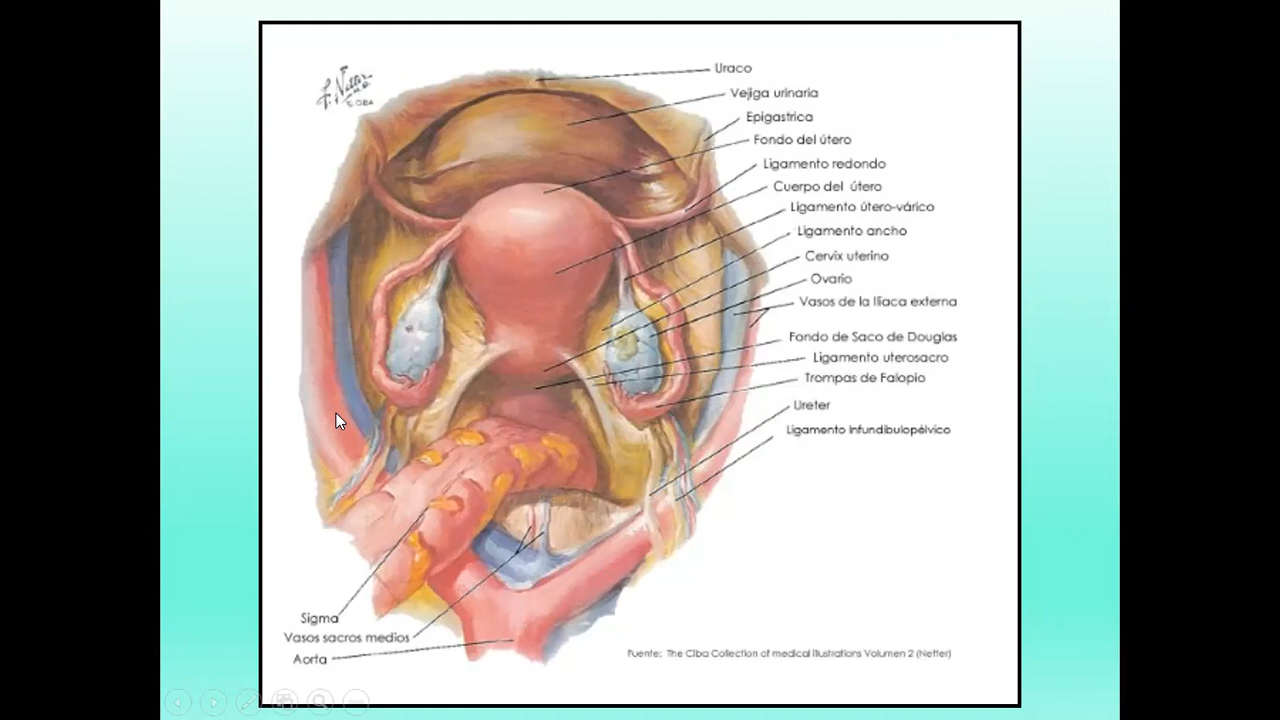 F. Netter
M.D.
© CIBA
Uraco
Vejiga urinaria
Epigastrica
Fondo del útero
Ligamento redondo
Cuerpo del útero
Ligamento útero-várico
Ligamento ancho
Cervix uterino
Ovario
Vasos de la Iliaca externa
Fondo de Saco de Douglas
Ligamento uterosacro
Trompas de Falopio
Ureter
Ligamento Infundibulopélvico
Sigma
Vasos sacros medios
Aorta
Fuente: The Ciba Collection of medical illustrations Volumen 2 (Netter)